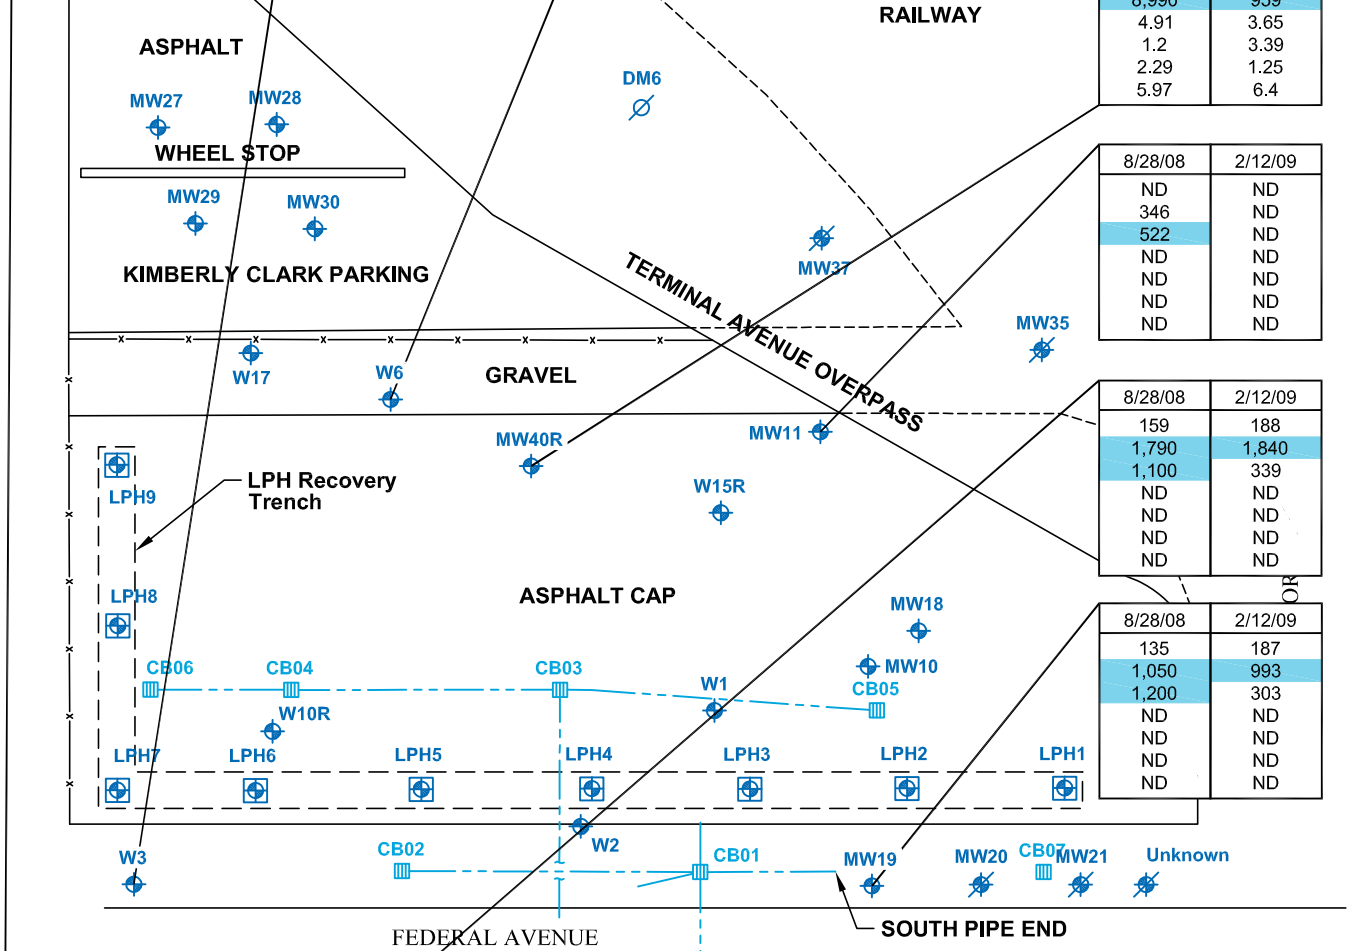 RAILWAY
ASPHALT
DM6
MW27
MW28
WHEEL STOP
MW29
MW30
KIMBERLY CLARK PARKING
MW37
TERMINAL AVENUE OVERPASS
MW35
W17
W6
GRAVEL
MW40R
MW11
LPH Recovery
Trench
LPH9
W15R
LPH8
ASPHALT CAP
MW18
MW10
CB06
CB04
CB03
W1
CB05
W10R
LPH7
LPH6
LPH5
LPH4
LPH3
LPH2
LPH1
W2
W3
CB02
CB01
MW19
MW20
CB07
MW21
Unknown
SOUTH PIPE END
FEDERAL AVENUE
8,996 959
4.91 3.65
1.2 3.39
2.29 1.25
5.97 6.4
8/28/08 2/12/09
ND ND
346 ND
522 ND
ND ND
ND ND
ND ND
ND ND
8/28/08 2/12/09
159 188
1,790 1,840
1,100 339
ND ND
ND ND
ND ND
ND ND
OR
8/28/08 2/12/09
135 187
1,050 993
1,200 303
ND ND
ND ND
ND ND
ND ND